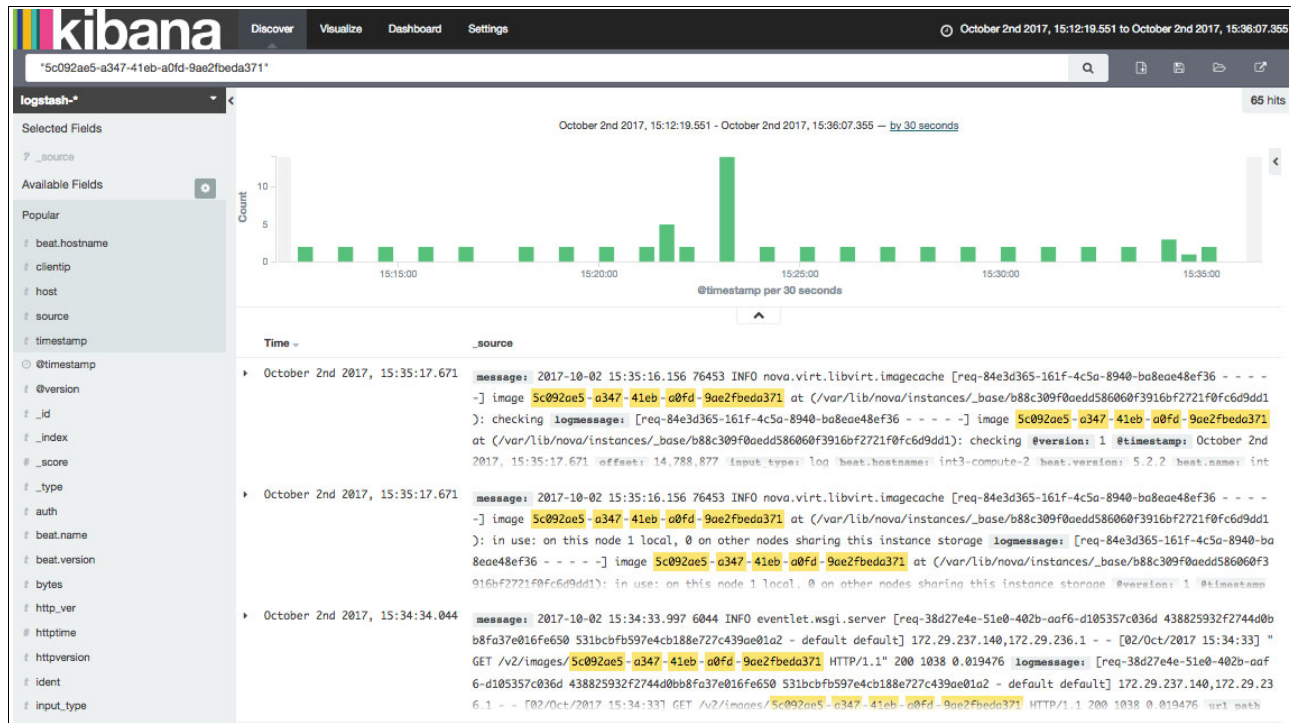 kibana
Discover Visualize Dashboard Settings
October 2nd 2017, 15:12:19.551 to October 2nd 2017, 15:36:07.355
"5c092ae5-a347-41eb-a0fd-9ae2fbeda371"
logstash-*
65 hits
Selected Fields
? _source
Available Fields
Popular
t beat.hostname
t clientip
t host
t source
t timestamp
@timestamp
t @version
t _id
t _index
# _score
t _type
t auth
t beat.name
t beat.version
t bytes
t http_ver
# httptime
t httpversion
t ident
t input_type
October 2nd 2017, 15:12:19.551 - October 2nd 2017, 15:36:07.355 — by 30 seconds
Count
10
5
0
15:15:00 15:20:00 15:25:00 15:30:00 15:35:00
@timestamp per 30 seconds
Time _source
October 2nd 2017, 15:35:17.671
message: 2017-10-02 15:35:16.156 76453 INFO nova.virt.libvirt.imagecache [req-84e3d365-161f-4c5a-8940-ba8eae48ef36 - - - -
-] image 5c092ae5-a347-41eb-a0fd-9ae2fbeda371 at (/var/lib/nova/instances/_base/b88c309f0aedd586060f3916bf2721f0fc6d9dd1
): checking logmessage: [req-84e3d365-161f-4c5a-8940-ba8eae48ef36 - - - - -] image 5c092ae5-a347-41eb-a0fd-9ae2fbeda371
at (/var/lib/nova/instances/_base/b88c309f0aedd586060f3916bf2721f0fc6d9dd1): checking @version: 1 @timestamp: October 2nd
2017, 15:35:17.671 offset: 14,788,877 input_type: log beat.hostname: int3-compute-2 beat.version: 5.2.2 beat.name: int
October 2nd 2017, 15:35:17.671
message: 2017-10-02 15:35:16.156 76453 INFO nova.virt.libvirt.imagecache [req-84e3d365-161f-4c5a-8940-ba8eae48ef36 - - - -
-] image 5c092ae5-a347-41eb-a0fd-9ae2fbeda371 at (/var/lib/nova/instances/_base/b88c309f0aedd586060f3916bf2721f0fc6d9dd1
): in use: on this node 1 local, 0 on other nodes sharing this instance storage logmessage: [req-84e3d365-161f-4c5a-8940-ba
8eae48ef36 - - - - -] image 5c092ae5-a347-41eb-a0fd-9ae2fbeda371 at (/var/lib/nova/instances/_base/b88c309f0aedd586060f3
916bf2721f0fc6d9dd1): in use: on this node 1 local, 0 on other nodes sharing this instance storage @version: 1 @timestamp
October 2nd 2017, 15:34:34.044
message: 2017-10-02 15:34:33.997 6044 INFO eventlet.wsgi.server [req-38d27e4e-51e0-402b-aaf6-d105357c036d 438825932f2744d0b
b8fa37e016fe650 531bcbfb597e4cb188e727c439ae01a2 - default default] 172.29.237.140,172.29.236.1 - - [02/Oct/2017 15:34:33] "
GET /v2/images/5c092ae5-a347-41eb-a0fd-9ae2fbeda371 HTTP/1.1" 200 1038 0.019476 logmessage: [req-38d27e4e-51e0-402b-aaf
6-d105357c036d 438825932f2744d0bb8fa37e016fe650 531bcbfb597e4cb188e727c439ae01a2 - default default] 172.29.237.140,172.29.23
6.1 - - [02/Oct/2017 15:34:33] GET /v2/images/5c092ae5-a347-41eb-a0fd-9ae2fbeda371 HTTP/1.1 200 1038 0.019476 url_path